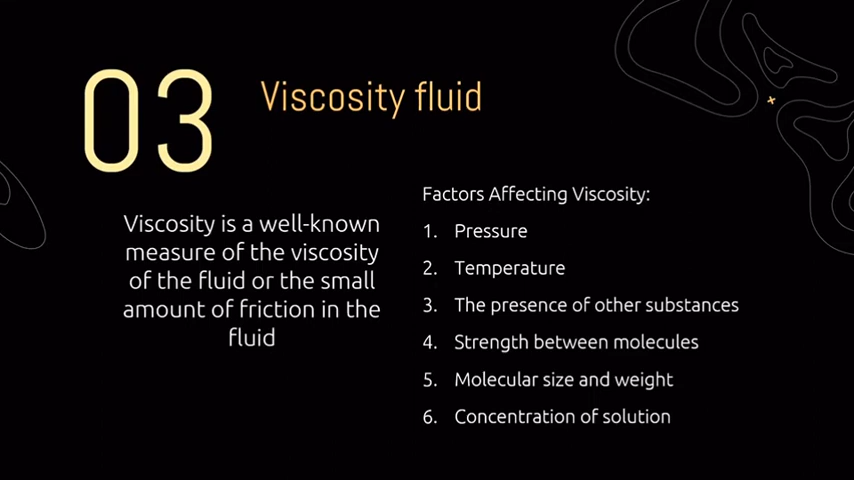 03
Viscosity fluid
Viscosity is a well-known
measure of the viscosity
of the fluid or the small
amount of friction in the
fluid
Factors Affecting Viscosity:
1. Pressure
2. Temperature
3. The presence of other substances
4. Strength between molecules
5. Molecular size and weight
6. Concentration of solution